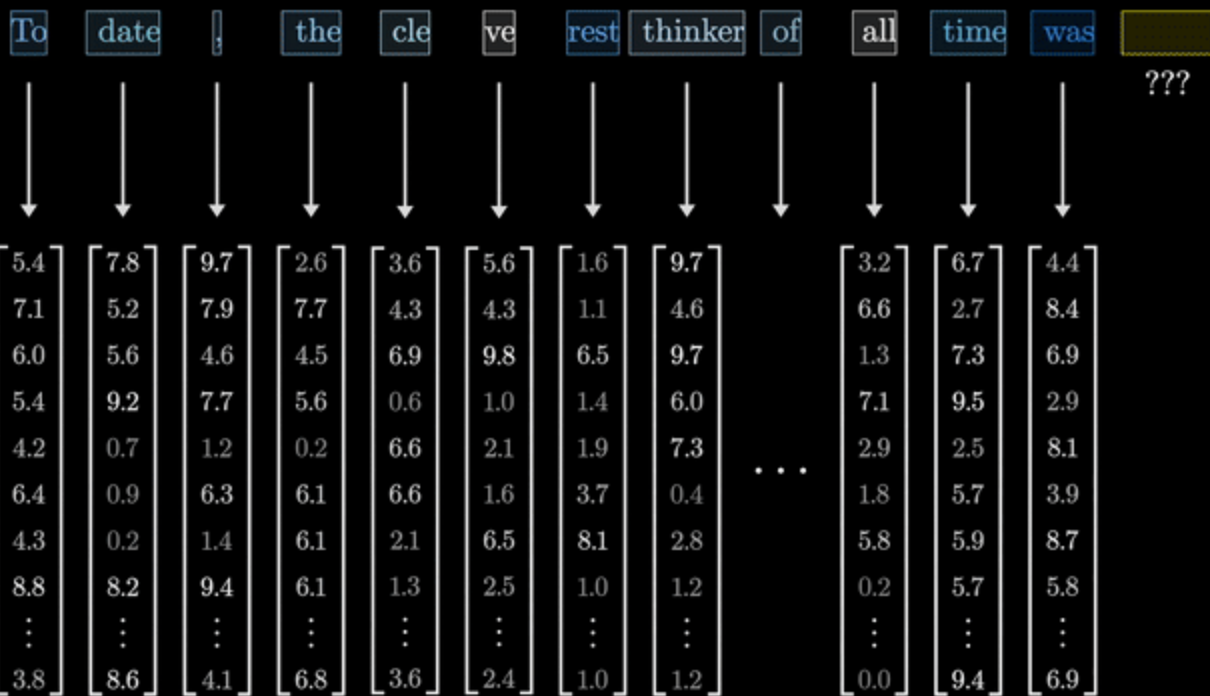 To date , the cle ve rest thinker of all time was
???
5.4 7.8 9.7 2.6 3.6 5.6 1.6 9.7 3.2 6.7 4.4
7.1 5.2 7.9 7.7 4.3 4.3 1.1 4.6 6.6 2.7 8.4
6.0 5.6 4.6 4.5 6.9 9.8 6.5 9.7 1.3 7.3 6.9
5.4 9.2 7.7 5.6 0.6 1.0 1.4 6.0 7.1 9.5 2.9
4.2 0.7 1.2 0.2 6.6 2.1 1.9 7.3 2.9 2.5 8.1
. . .
6.4 0.9 6.3 6.1 6.6 1.6 3.7 0.4 1.8 5.7 3.9
4.3 0.2 1.4 6.1 2.1 6.5 8.1 2.8 5.8 5.9 8.7
8.8 8.2 9.4 6.1 1.3 2.5 1.0 1.2 0.2 5.7 5.8
⋮ ⋮ ⋮ ⋮ ⋮ ⋮ ⋮ ⋮ ⋮ ⋮ ⋮
3.8 8.6 4.1 6.8 3.6 2.4 1.0 1.2 0.0 9.4 6.9